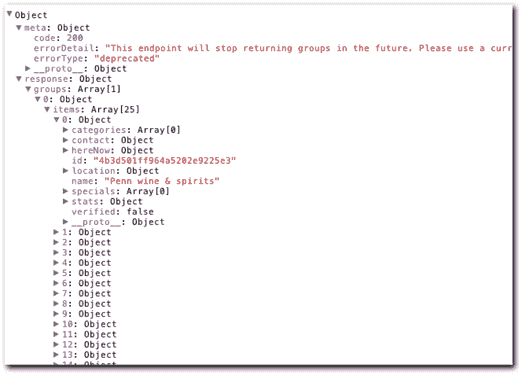 Object
meta: Object
code: 200
errorDetail: "This endpoint will stop returning groups in the future. Please use a curr
errorType: "deprecated"
__proto__: Object
response: Object
groups: Array[1]
0: Object
items: Array[25]
0: Object
categories: Array[0]
contact: Object
hereNow: Object
id: "4b3d501ff964a5202e9225e3"
location: Object
name: "Penn wine & spirits"
specials: Array[0]
stats: Object
verified: false
__proto__: Object
1: Object
2: Object
3: Object
4: Object
5: Object
6: Object
7: Object
8: Object
9: Object
10: Object
11: Object
12: Object
13: Object
14: Object